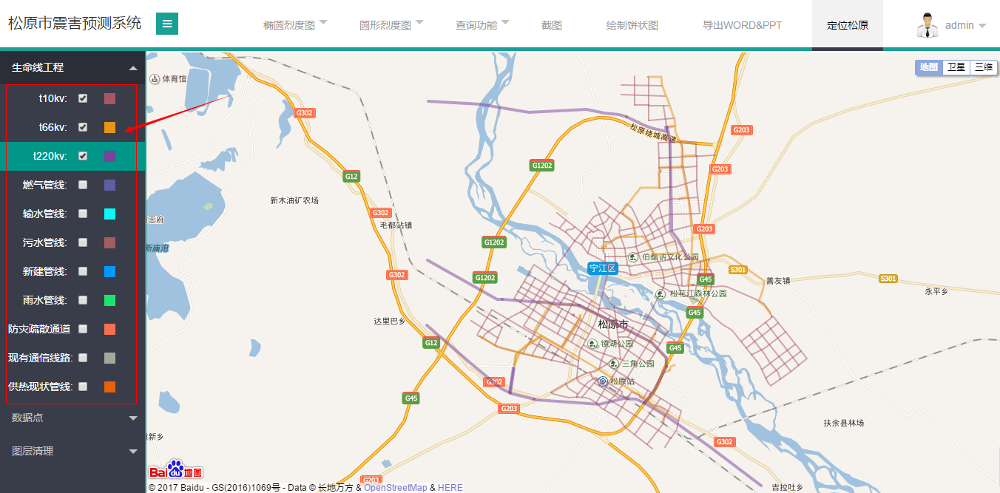 松原市震害预测系统
椭圆烈度图
圆形烈度图
查询功能
截图
绘制饼状图
导出WORD&PPT
定位松原
admin
生命线工程
t10kv:
t66kv:
t220kv:
燃气管线:
输水管线:
污水管线:
新建管线:
雨水管线:
防灾疏散通道
现有通信线路:
供热现状管线:
数据点
图层清理
地图 卫星 三维
体育馆
G302
松原绕城高速
G203
G1202
G203
G12
新木油矿农场
G302
王府
毛都站镇
G203
G1202
新庙泡
伯都讷文化公园
宁江区
S301
G302
G1202
G45
善友镇
S301
永平乡
松花江森林公园
G45
达里巴乡
松原市
G12
镜湖公园
G45
三角公园
G302
松原站
G45
G203
扶余县林场
新乡
G302
Bai du 地图
G203
吉拉吐乡
© 2017 Baidu - GS(2016)1069号 - Data © 长地万方 & OpenStreetMap & HERE